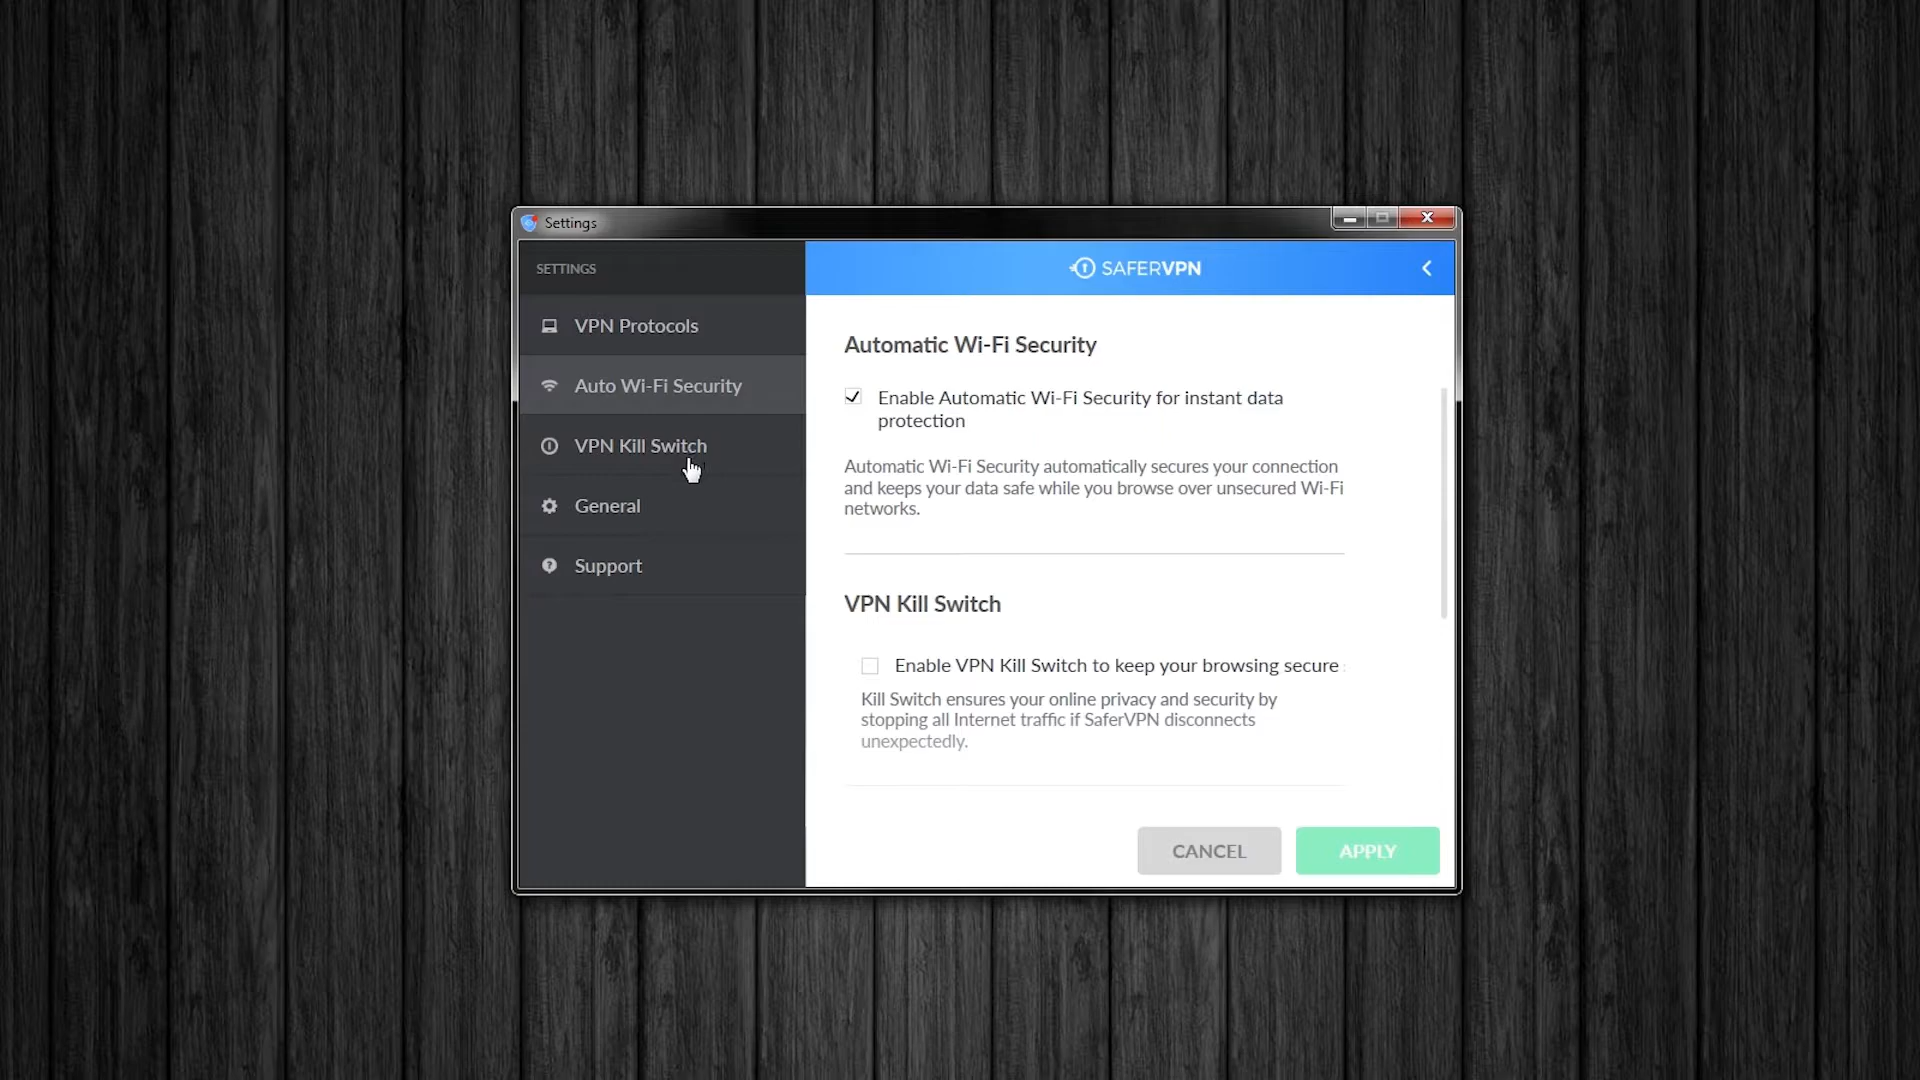 Settings
SETTINGS
SAFERVPN
VPN Protocols
Auto Wi-Fi Security
VPN Kill Switch
General
Support
Automatic Wi-Fi Security
Enable Automatic Wi-Fi Security for instant data
protection
Automatic Wi-Fi Security automatically secures your connection
and keeps your data safe while you browse over unsecured Wi-Fi
networks.
VPN Kill Switch
Enable VPN Kill Switch to keep your browsing secure
Kill Switch ensures your online privacy and security by
stopping all Internet traffic if SaferVPN disconnects
unexpectedly.
CANCEL
APPLY